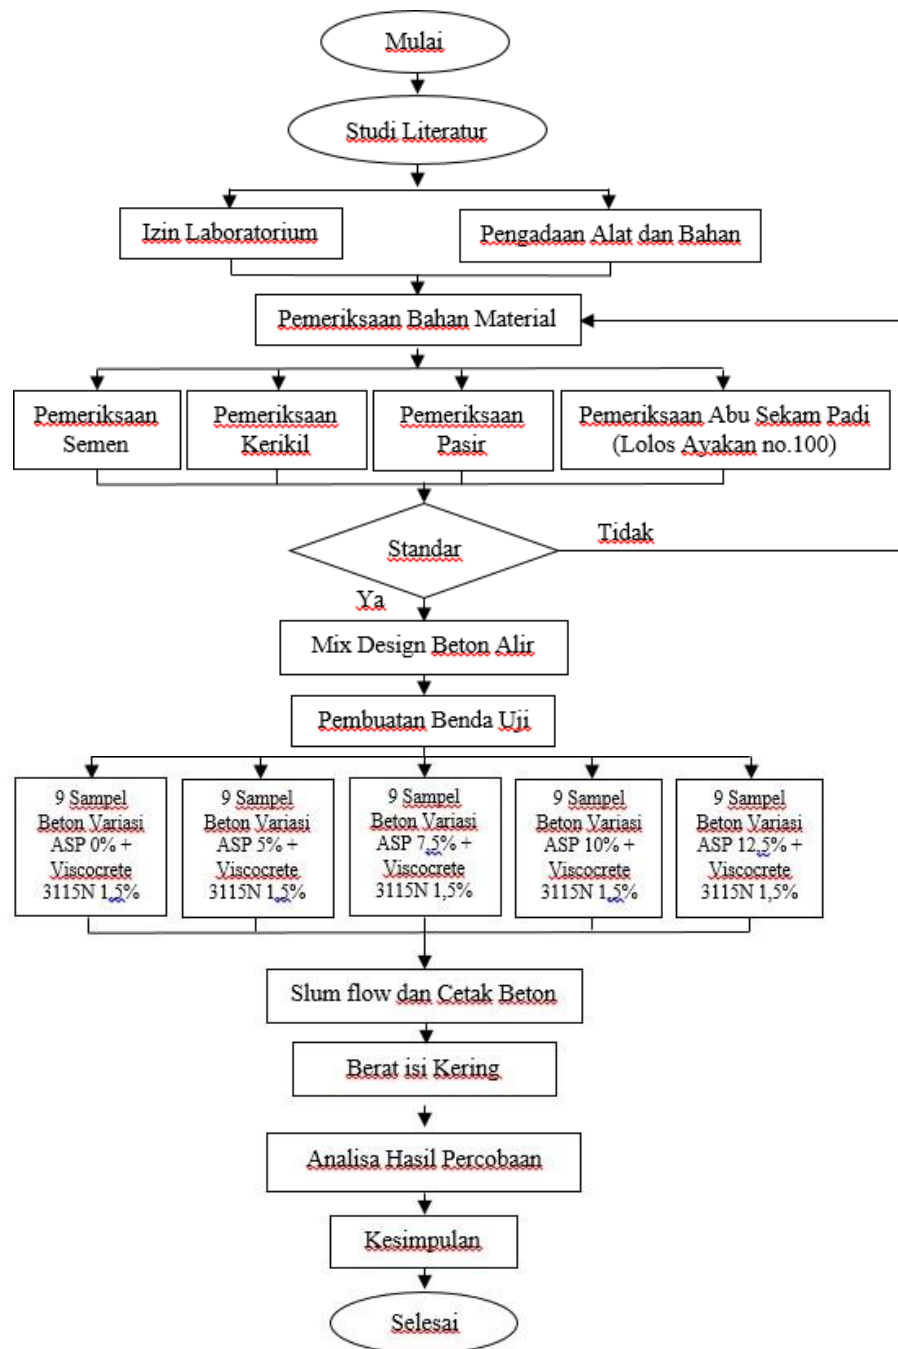 Mulai
Studi Literatur
Izin Laboratorium
Pengadaan Alat dan Bahan
Pemeriksaan Bahan Material
Pemeriksaan
Semen
Pemeriksaan
Kerikil
Pemeriksaan
Pasir
Pemeriksaan Abu Sekam Padi
(Lolos Ayakan no.100)
Standar
Tidak
Ya
Mix Design Beton Alir
Pembuatan Benda Uji
9 Sampel
Beton Variasi
ASP 0% +
Viscocrete
3115N 1,5%
9 Sampel
Beton Variasi
ASP 5% +
Viscocrete
3115N 1,5%
9 Sampel
Beton Variasi
ASP 7,5% +
Viscocrete
3115N 1,5%
9 Sampel
Beton Variasi
ASP 10% +
Viscocrete
3115N 1,5%
9 Sampel
Beton Variasi
ASP 12,5% +
Viscocrete
3115N 1,5%
Slum flow dan Cetak Beton
Berat isi Kering
Analisa Hasil Percobaan
Kesimpulan
Selesai